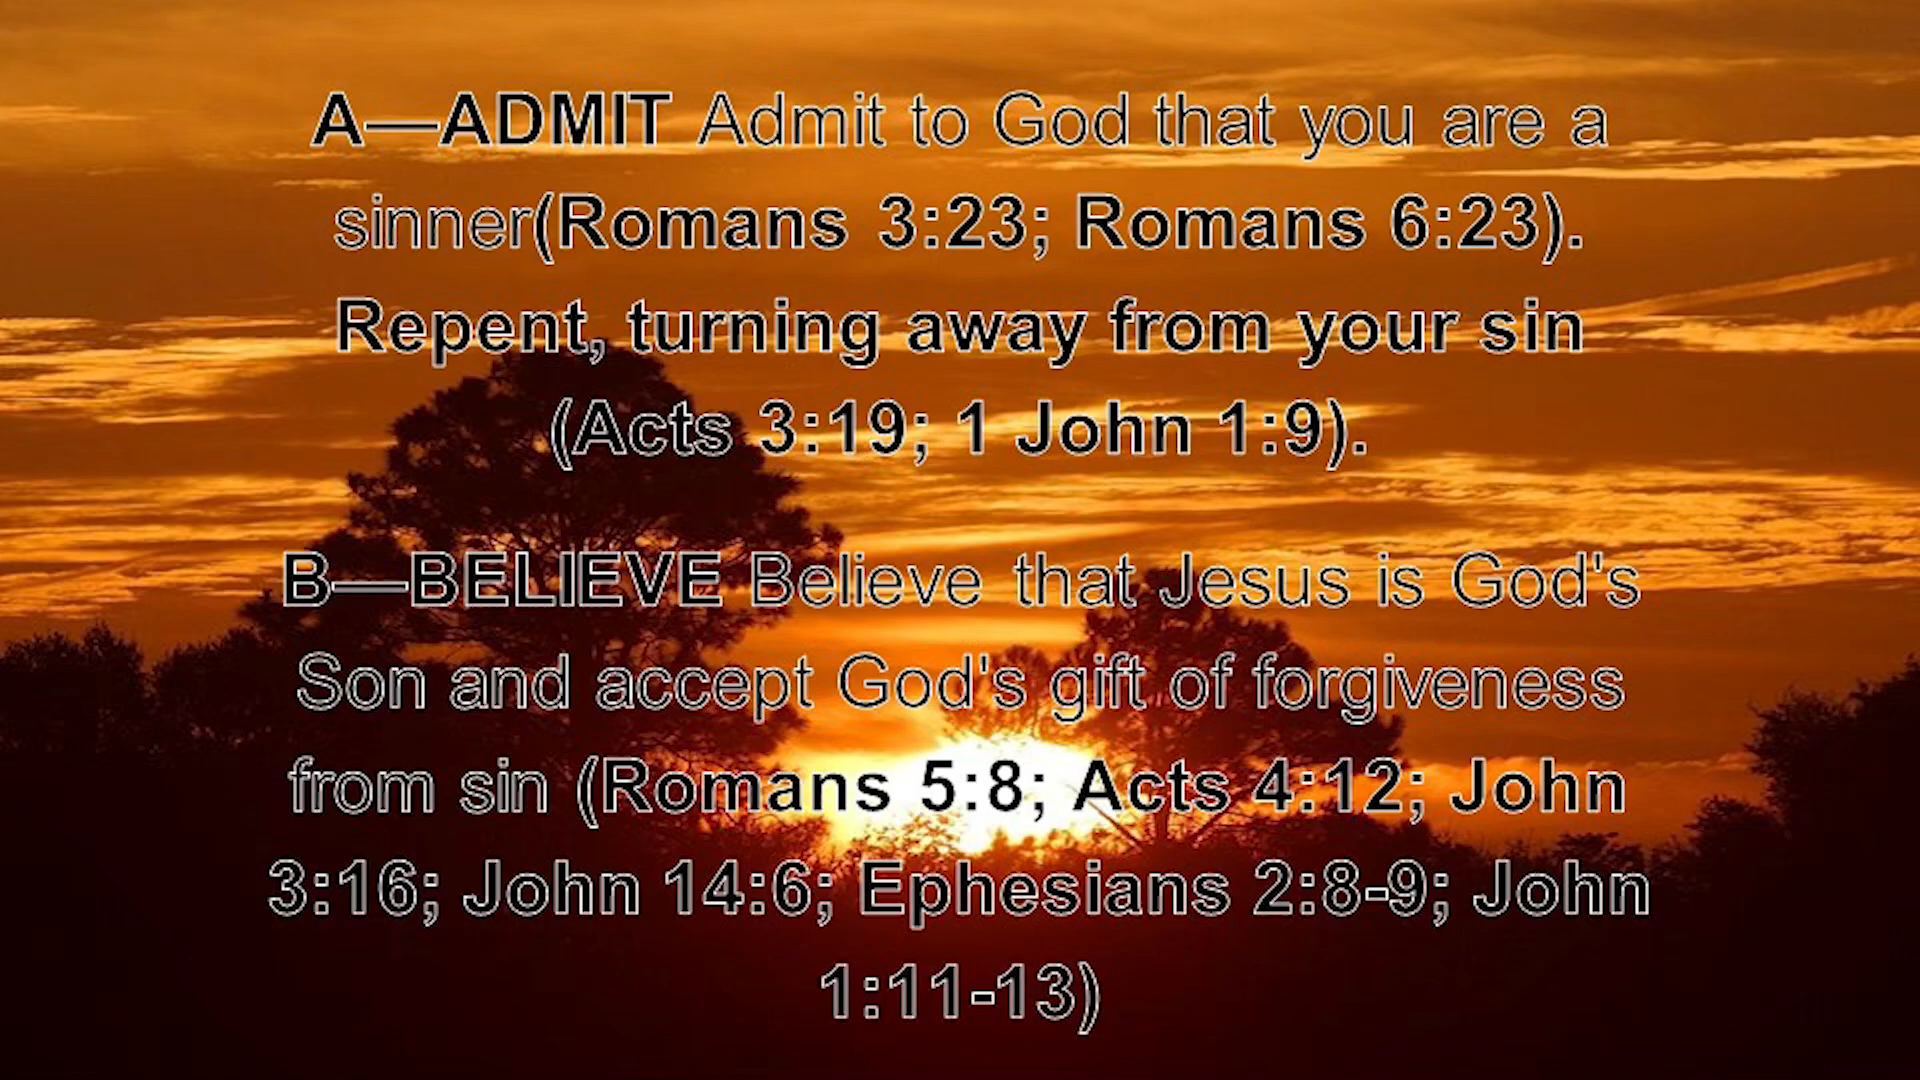 A—ADMIT Admit to God that you are a
sinner(Romans 3:23; Romans 6:23).
Repent, turning away from your sin
(Acts 3:19; 1 John 1:9).
B—BELIEVE Believe that Jesus is God's
Son and accept God's gift of forgiveness
from sin (Romans 5:8; Acts 4:12; John
3:16; John 14:6; Ephesians 2:8-9; John
1:11-13)